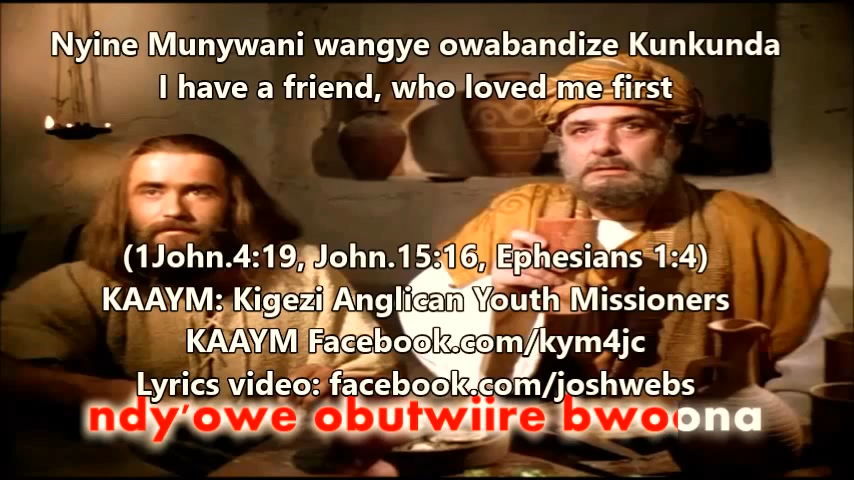 Nyine Munywani wangye owabandize Kunkunda
I have a friend, who loved me first
(1John.4:19, John.15:16, Ephesians 1:4)
KAAYM: Kigezi Anglican Youth Missioners
KAAYM Facebook.com/kym4jc
Lyrics video: facebook.com/joshwebs
ndy'owe obutwiire bwoona